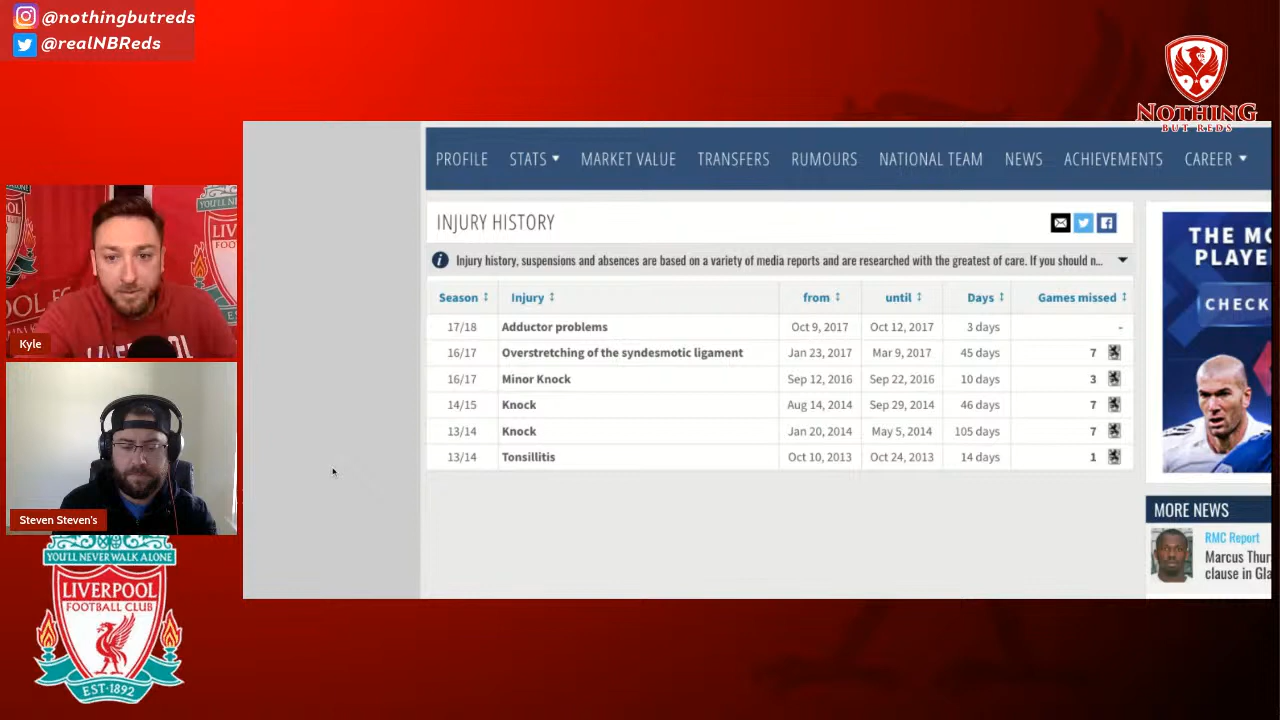 @nothingbutreds
@realNBReds
NOTHING
BUT REDS
PROFILE STATS MARKET VALUE TRANSFERS RUMOURS NATIONAL TEAM NEWS ACHIEVEMENTS CAREER
INJURY HISTORY
Injury history, suspensions and absences are based on a variety of media reports and are researched with the greatest of care. If you should n...
Season Injury from until Days Games missed
17/18 Adductor problems Oct 9, 2017 Oct 12, 2017 3 days -
16/17 Overstretching of the syndesmotic ligament Jan 23, 2017 Mar 9, 2017 45 days 7
16/17 Minor Knock Sep 12, 2016 Sep 22, 2016 10 days 3
14/15 Knock Aug 14, 2014 Sep 29, 2014 46 days 7
13/14 Knock Jan 20, 2014 May 5, 2014 105 days 7
13/14 Tonsillitis Oct 10, 2013 Oct 24, 2013 14 days 1
THE MO
PLAYE
CHECK
MORE NEWS
RMC Report
Marcus Thur
clause in Gla
Kyle
Steven Steven's
YOU'LL NEVER WALK ALONE
LIVERPOOL
FOOTBALL CLUB
EST·1892